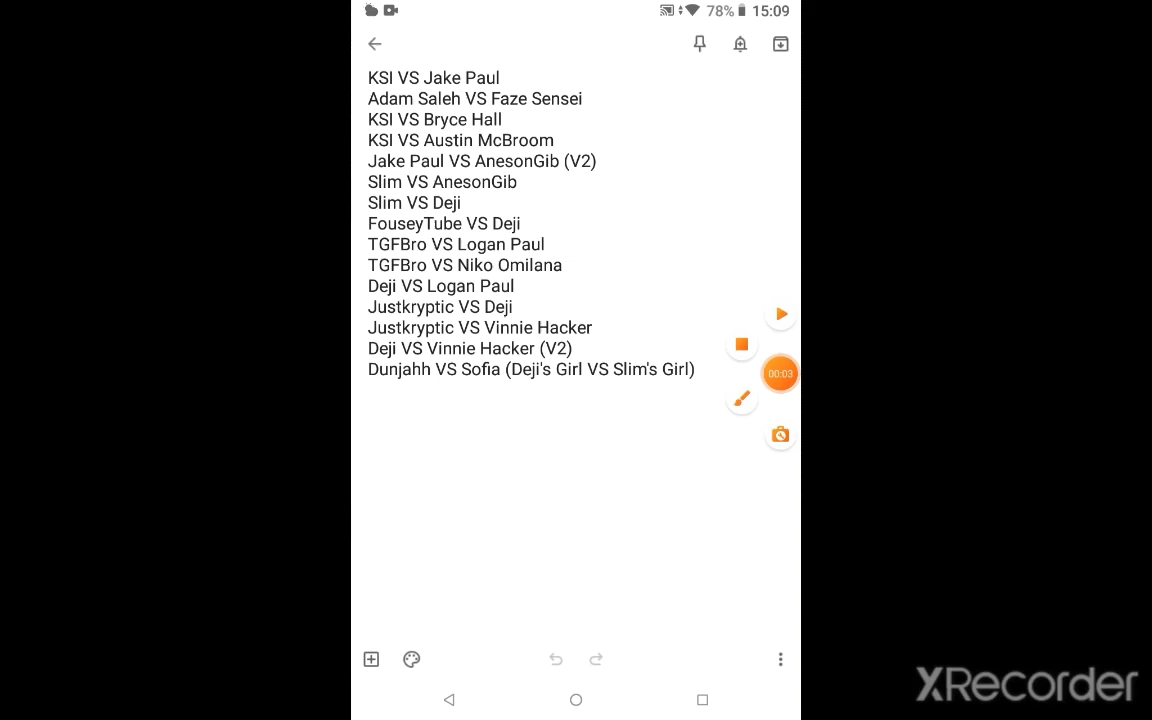 78% 15:09
KSI VS Jake Paul
Adam Saleh VS Faze Sensei
KSI VS Bryce Hall
KSI VS Austin McBroom
Jake Paul VS AnesonGib (V2)
Slim VS AnesonGib
Slim VS Deji
FouseyTube VS Deji
TGFBro VS Logan Paul
TGFBro VS Niko Omilana
Deji VS Logan Paul
Justkryptic VS Deji
Justkryptic VS Vinnie Hacker
Deji VS Vinnie Hacker (V2)
Dunjahh VS Sofia (Deji's Girl VS Slim's Girl)
00:03
XRecorder